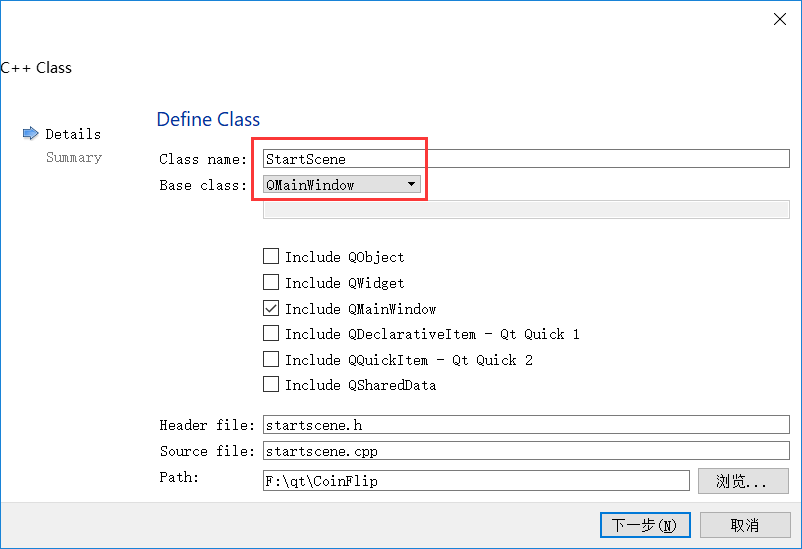 C++ Class
Details
Summary
Define Class
Class name: StartScene
Base class: QMainWindow
Include QObject
Include QWidget
Include QMainWindow
Include QDeclarativeItem - Qt Quick 1
Include QQuickItem - Qt Quick 2
Include QSharedData
Header file: startscene.h
Source file: startscene.cpp
Path: F:\qt\CoinFlip 浏览...
下一步(N) 取消